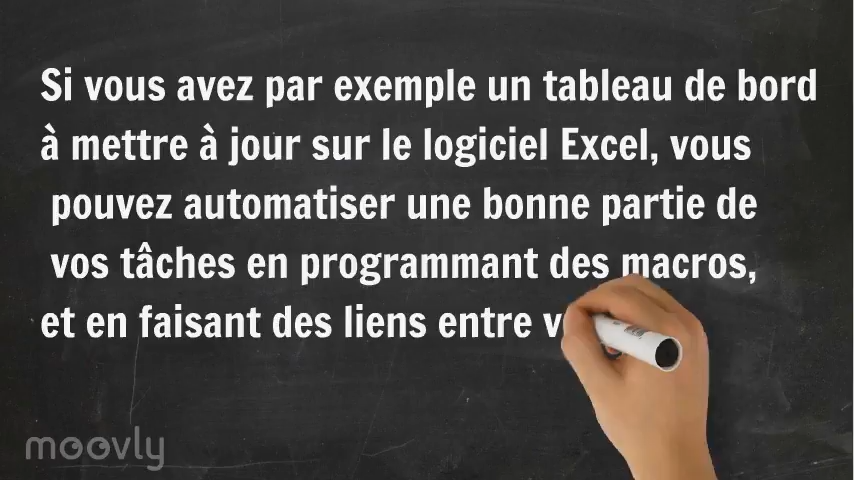 Si vous avez par exemple un tableau de bord
à mettre à jour sur le logiciel Excel, vous
pouvez automatiser une bonne partie de
vos tâches en programmant des macros,
et en faisant des liens entre
moovly